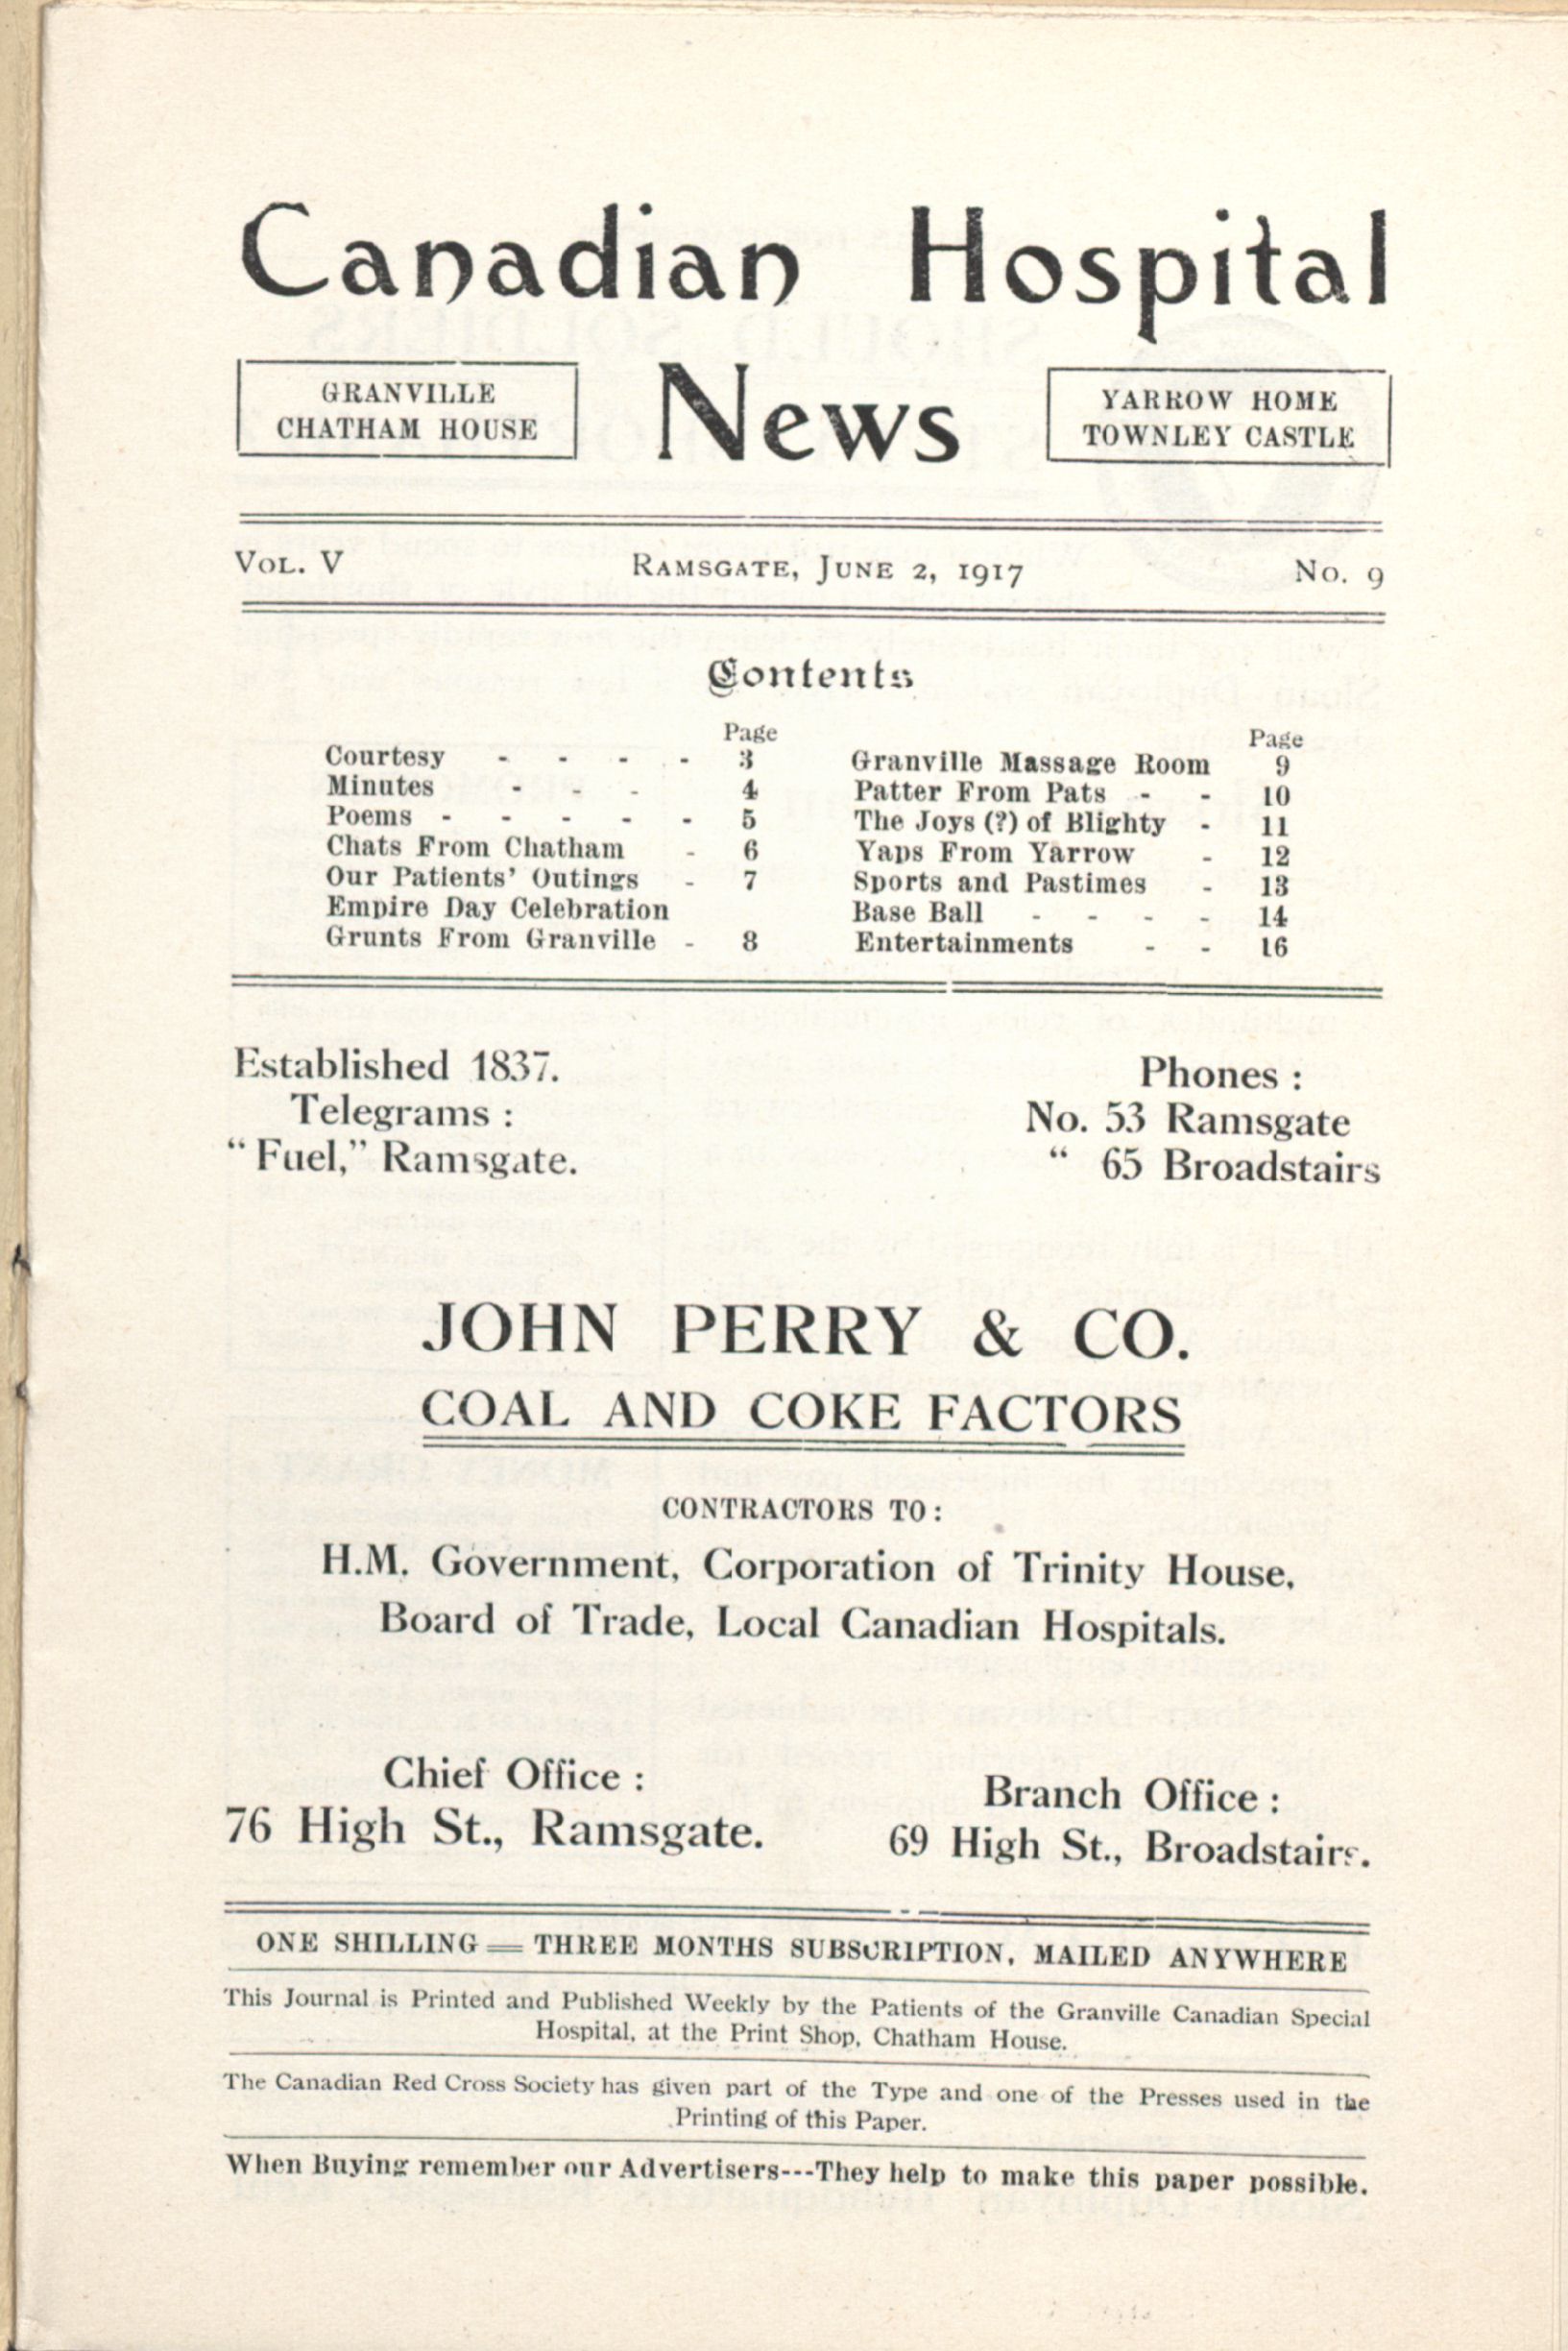 Canadian Hospital
News
GRANVILLE
CHATHAM HOUSE
YARROW HOME
TOWNLEY CASTLE
VOL. V RAMSGATE, JUNE 2, 1917 No. 9
Contents
Page
Courtesy - - - - 3
Minutes - - - 4
Poems - - - - - 5
Chats From Chatham - 6
Our Patients' Outings - 7
Empire Day Celebration
Grunts From Granville - 8
Page
Granville Massage Room 9
Patter From Pats - - 10
The Joys (?) of Blighty - 11
Yaps From Yarrow - 12
Sports and Pastimes - 13
Base Ball - - - - 14
Entertainments - - 16
Established 1837.
Telegrams :
"Fuel," Ramsgate.
Phones :
No. 53 Ramsgate
" 65 Broadstairs
JOHN PERRY & CO.
COAL AND COKE FACTORS
CONTRACTORS TO:
H.M. Government, Corporation of Trinity House,
Board of Trade, Local Canadian Hospitals.
Chief Office :
76 High St., Ramsgate.
Branch Office :
69 High St., Broadstairs.
ONE SHILLING = THREE MONTHS SUBSCRIPTION, MAILED ANYWHERE
This Journal is Printed and Published Weekly by the Patients of the Granville Canadian Special
Hospital, at the Print Shop, Chatham House.
The Canadian Red Cross Society has given part of the Type and one of the Presses used in the
Printing of this Paper.
When Buying remember our Advertisers---They help to make this paper possible.